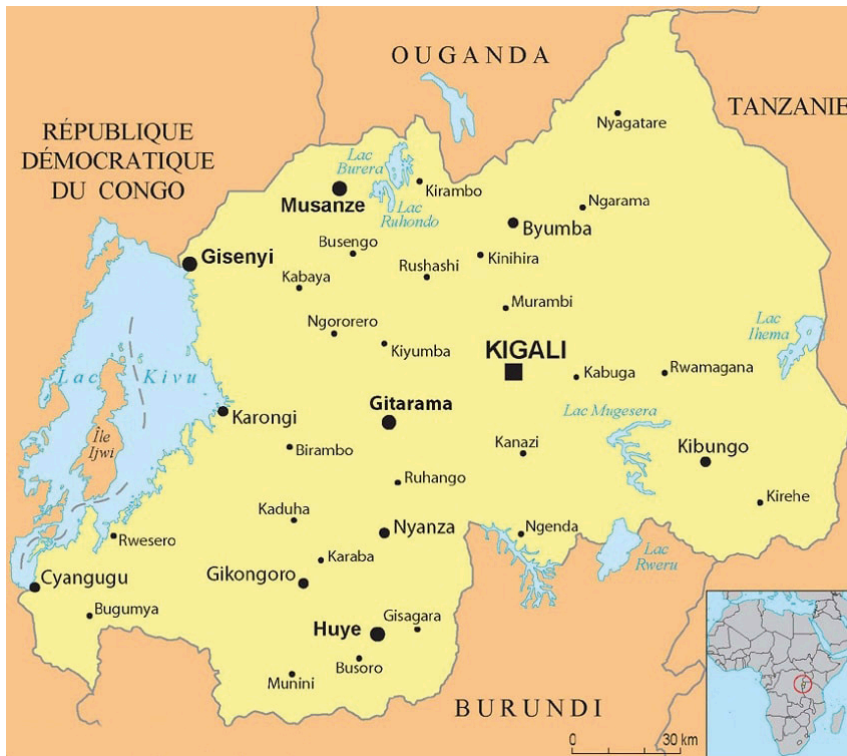 OUGANDA
TANZANIE
RÉPUBLIQUE
DÉMOCRATIQUE
DU CONGO
Nyagatare
Lac
Burera
Kirambo
Musanze
Lac
Ruhondo
Ngarama
Byumba
Busengo
Kinihira
Gisenyi
Rushashi
Kabaya
Murambi
Ngororero
Kiyumba
Lac
Ihema
KIGALI
Lac Kivu
Kabuga
Rwamagana
Gitarama
Karongi
Lac Mugesera
Île
Ijwi
Birambo
Kanazi
Kibungo
Ruhango
Kirehe
Kaduha
Rwesero
Nyanza
Ngenda
Lac
Rweru
Karaba
Cyangugu
Gikongoro
Bugumya
Gisagara
Huye
Busoro
Munini
BURUNDI
0 30 km